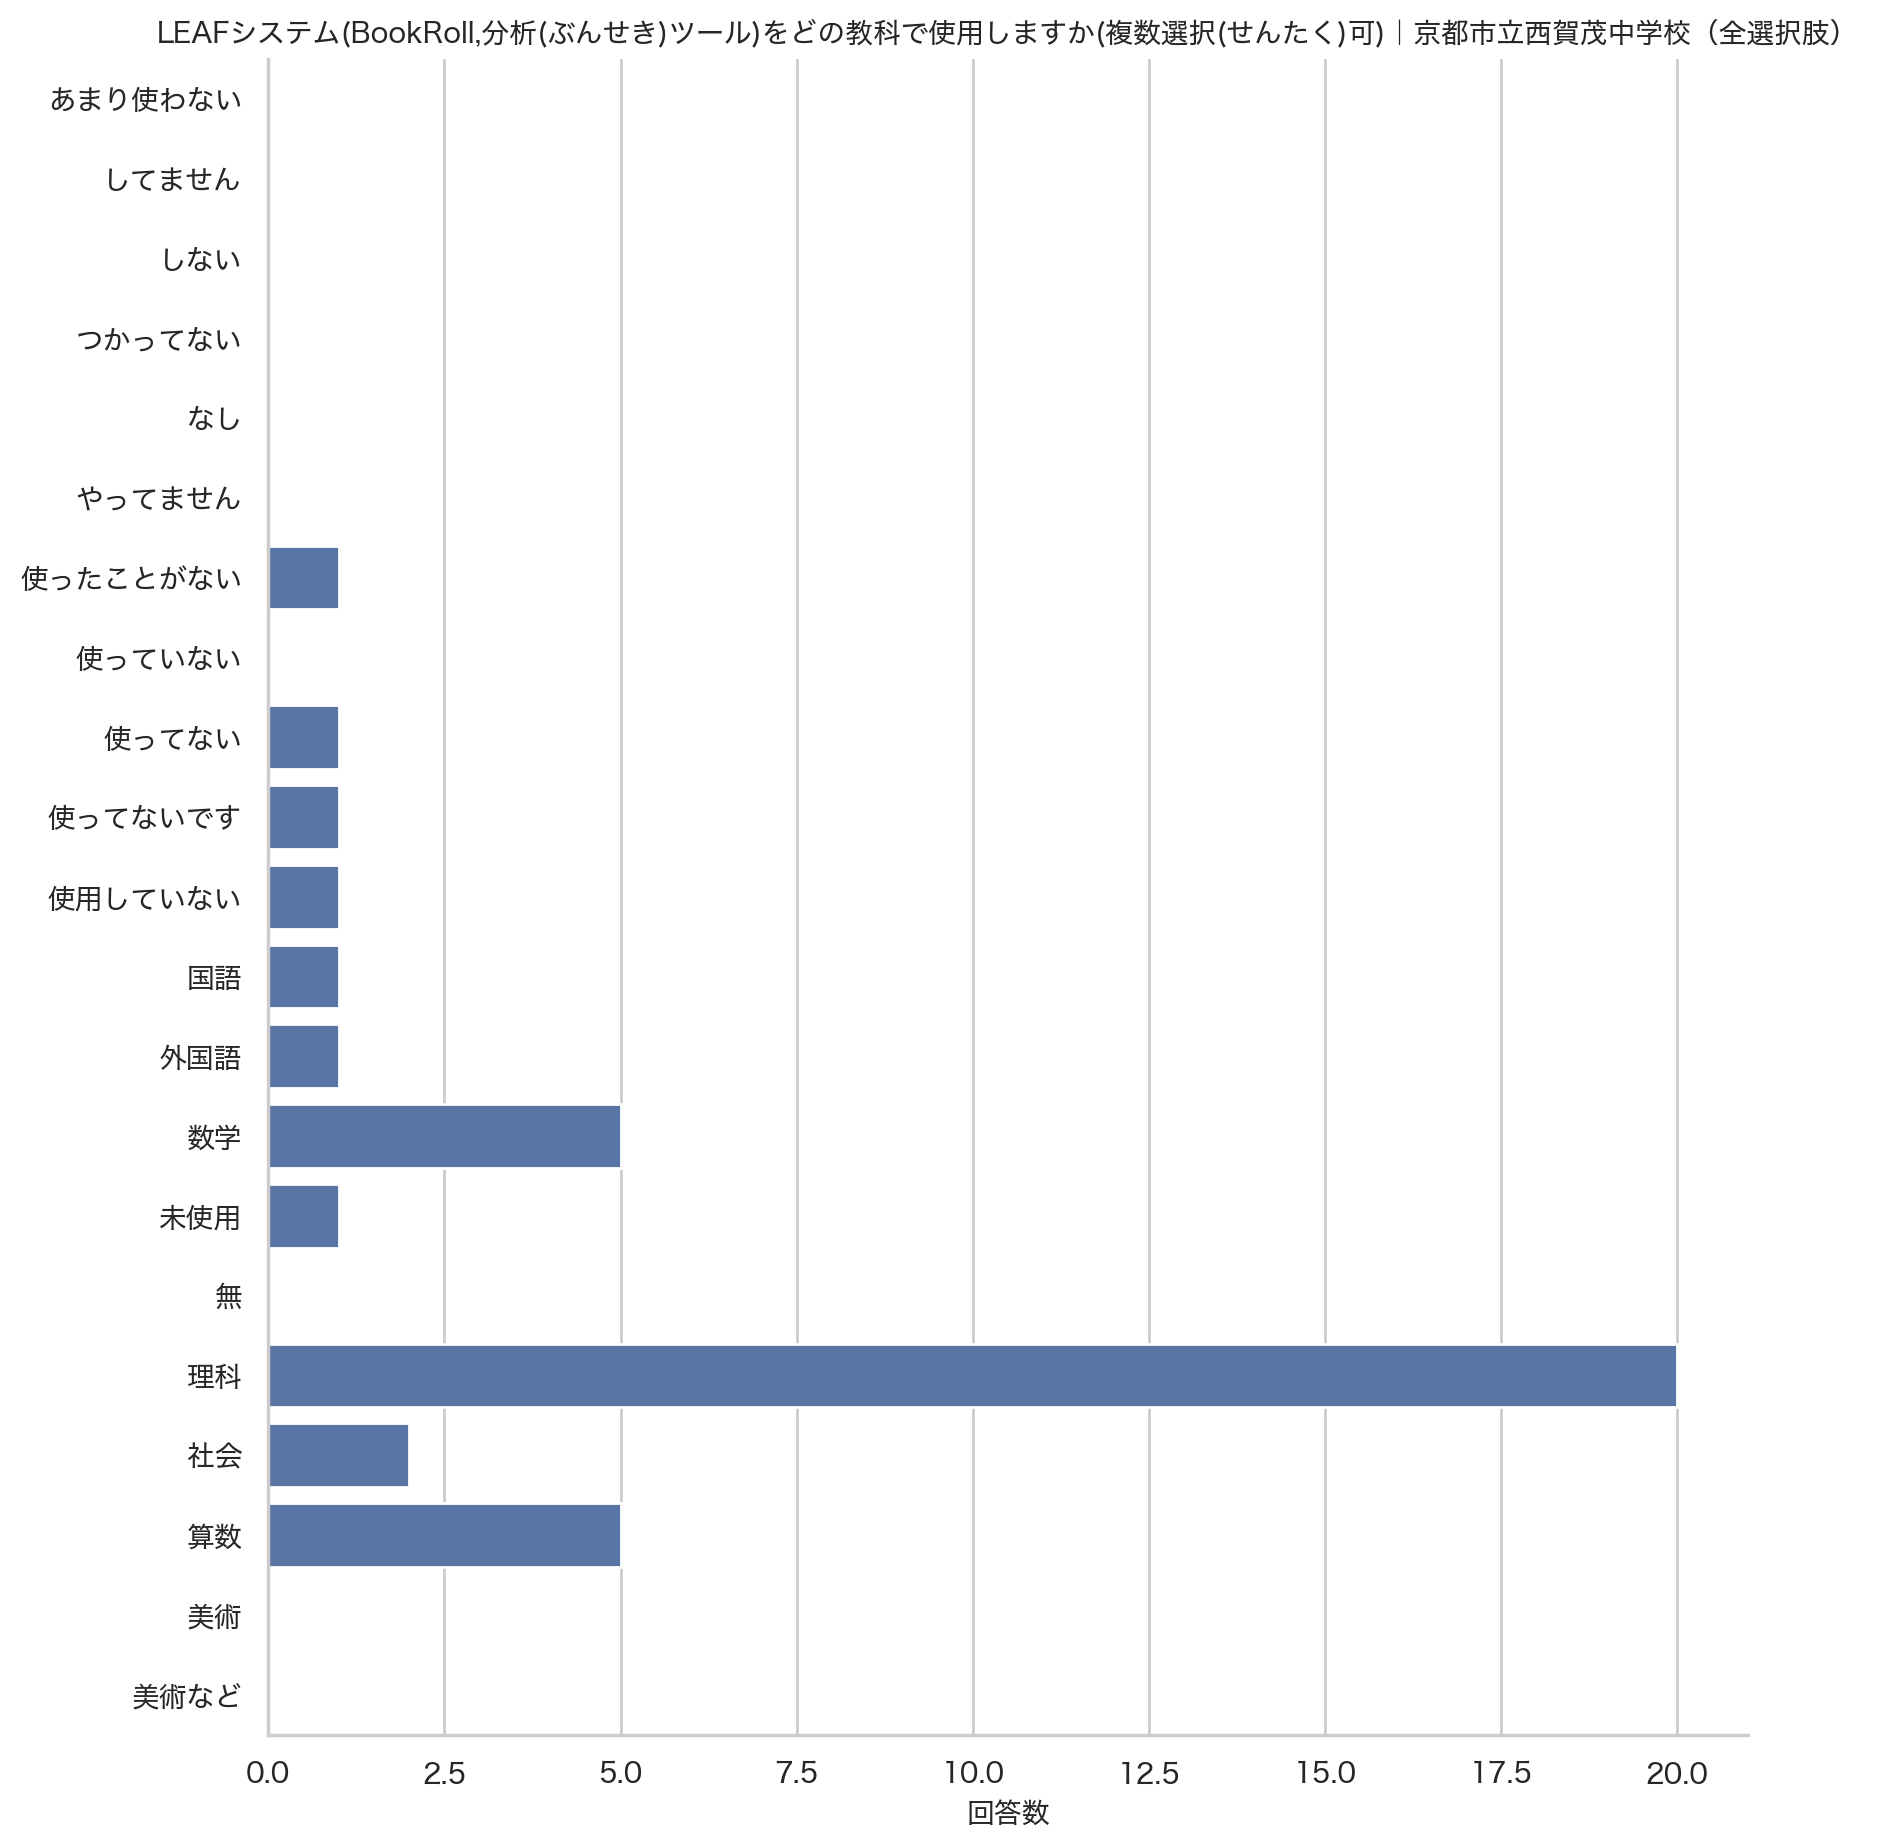 LEAFシステム(BookRoll,分析(ぶんせき)ツール)をどの教科で使用しますか(複数選択(せんたく)可)｜京都市立西賀茂中学校（全選択肢）
あまり使わない
してません
しない
つかってない
なし
やってません
使ったことがない
使っていない
使ってない
使ってないです
使用していない
国語
外国語
数学
未使用
無
理科
社会
算数
美術
美術など
0.0 2.5 5.0 7.5 10.0 12.5 15.0 17.5 20.0
回答数